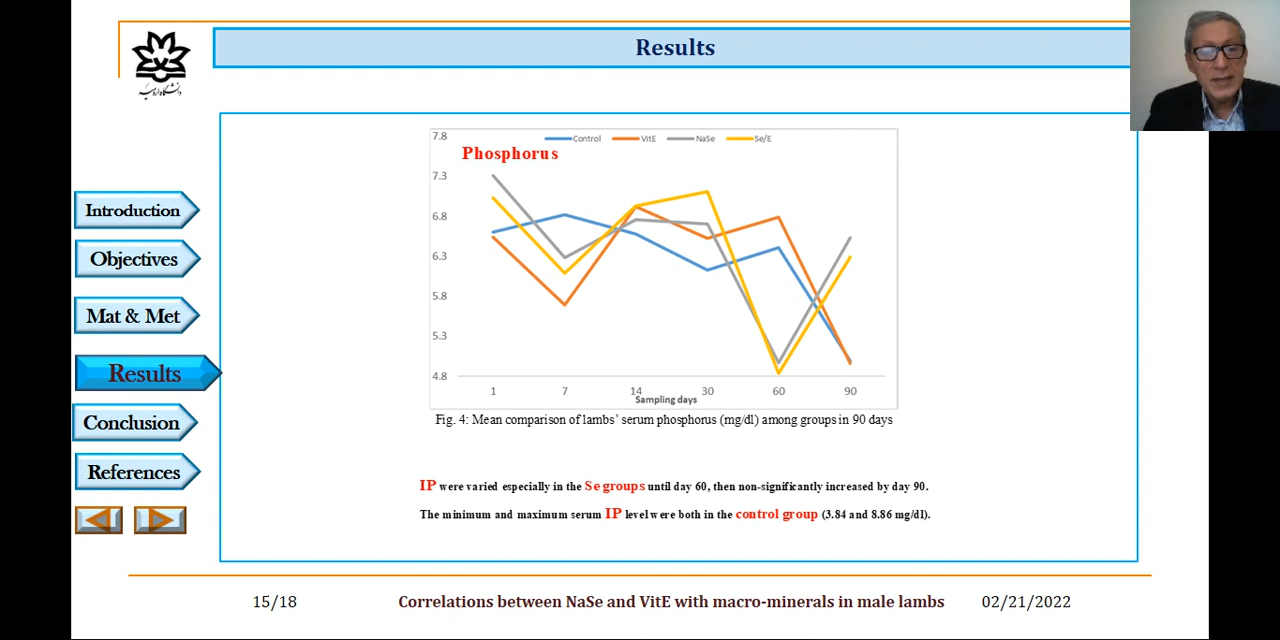 Results
دانشگاه ارومیه
Introduction
Objectives
Mat & Met
Results
Conclusion
References
Control VitE NaSe Se/E
Phosphorus
7.8
7.3
6.8
6.3
5.8
5.3
4.8
1 7 14 30 60 90
Sampling days
Fig. 4: Mean comparison of lambs' serum phosphorus (mg/dl) among groups in 90 days
IP were varied especially in the Se groups until day 60, then non-significantly increased by day 90.
The minimum and maximum serum IP level were both in the control group (3.84 and 8.86 mg/dl).
15/18 Correlations between NaSe and VitE with macro-minerals in male lambs 02/21/2022